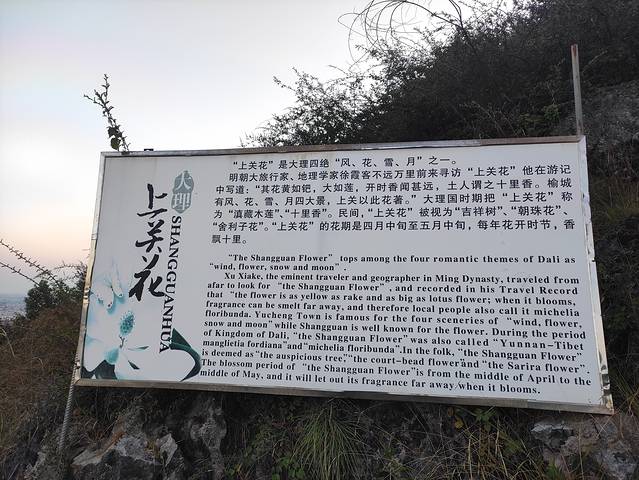 大理
上关花
SHANGGUANHUA
“上关花”是大理四绝“风、花、雪、月”之一。
明朝大旅行家、地理学家徐霞客不远万里前来寻访“上关花”他在游记
中写道：“其花黄如钯，大如莲，开时香闻甚远，土人谓之十里香。榆城
有风、花、雪、月四大景，上关以此花著。”大理国时期把“上关花”称
为“滇藏木莲”、“十里香”。民间，“上关花”被视为“吉祥树”、“朝珠花”、
“舍利子花”。“上关花”的花期是四月中旬至五月中旬，每年花开时节，香
飘十里。
“The Shangguan Flower” tops among the four romantic themes of Dali as
“wind, flower, snow and moon”.
Xu Xiake, the eminent traveler and geographer in Ming Dynasty, traveled from
afar to look for “the Shangguan Flower”, and recorded in his Travel Record
that “the flower is as yellow as rake and as big as lotus flower; when it blooms,
fragrance can be smelt far away, and therefore local people also call it michelia
floribunda. Yucheng Town is famous for the four sceneries of “wind, flower,
snow and moon” while Shangguan is well known for the flower. During the period
of Kingdom of Dali, “the Shangguan Flower” was also called “Yunnan-Tibet
manglietia fordiana”and“michelia floribunda”.In the folk, “the Shangguan Flower”
is deemed as“the auspicious tree”,“the court-bead flower”and “the Sarira flower”.
The blossom period of “the Shangguan Flower”is from the middle of April to the
middle of May, and it will let out its fragrance far away when it blooms.